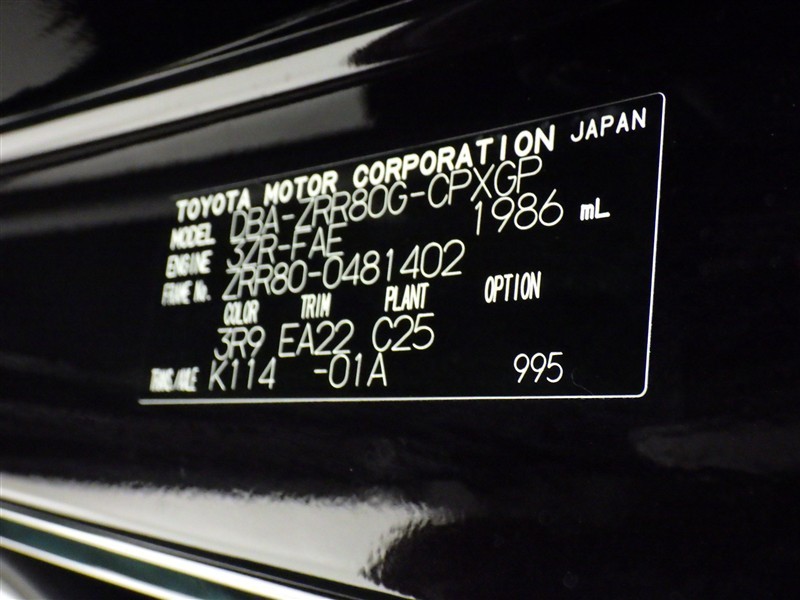 TOYOTA MOTOR CORPORATION JAPAN
MODEL DBA-ZRR80G-CPXGP
ENGINE 3ZR-FAE 1986 mL
FRAME No. ZRR80-0481402
COLOR TRIM PLANT OPTION
3R9 EA22 C25
TRANS/AXLE K114 -01A 995